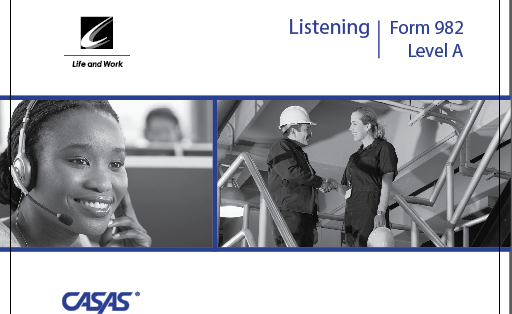 Listening
Form 982
Level A
Life and Work
CASAS®